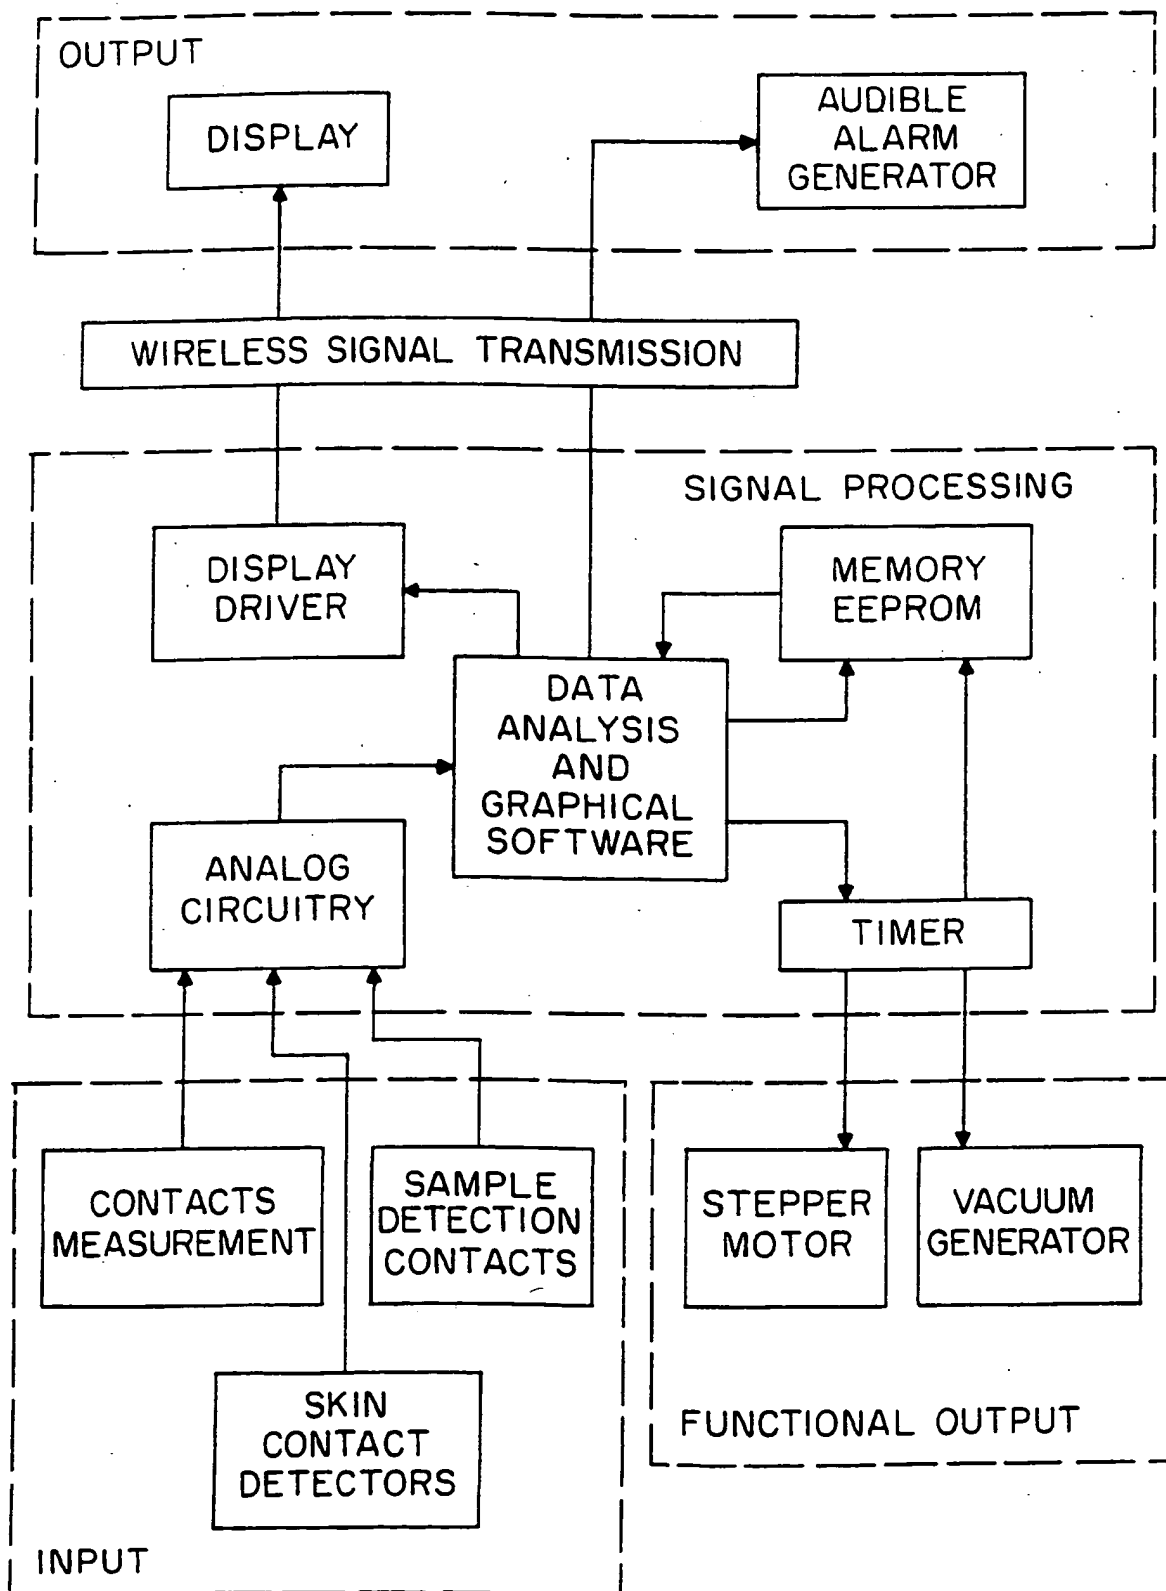 OUTPUT
DISPLAY
AUDIBLE
ALARM
GENERATOR
WIRELESS SIGNAL TRANSMISSION
SIGNAL PROCESSING
DISPLAY
DRIVER
MEMORY
EEPROM
DATA
ANALYSIS
AND
GRAPHICAL
SOFTWARE
ANALOG
CIRCUITRY
TIMER
CONTACTS
MEASUREMENT
SAMPLE
DETECTION
CONTACTS
STEPPER
MOTOR
VACUUM
GENERATOR
SKIN
CONTACT
DETECTORS
FUNCTIONAL OUTPUT
INPUT